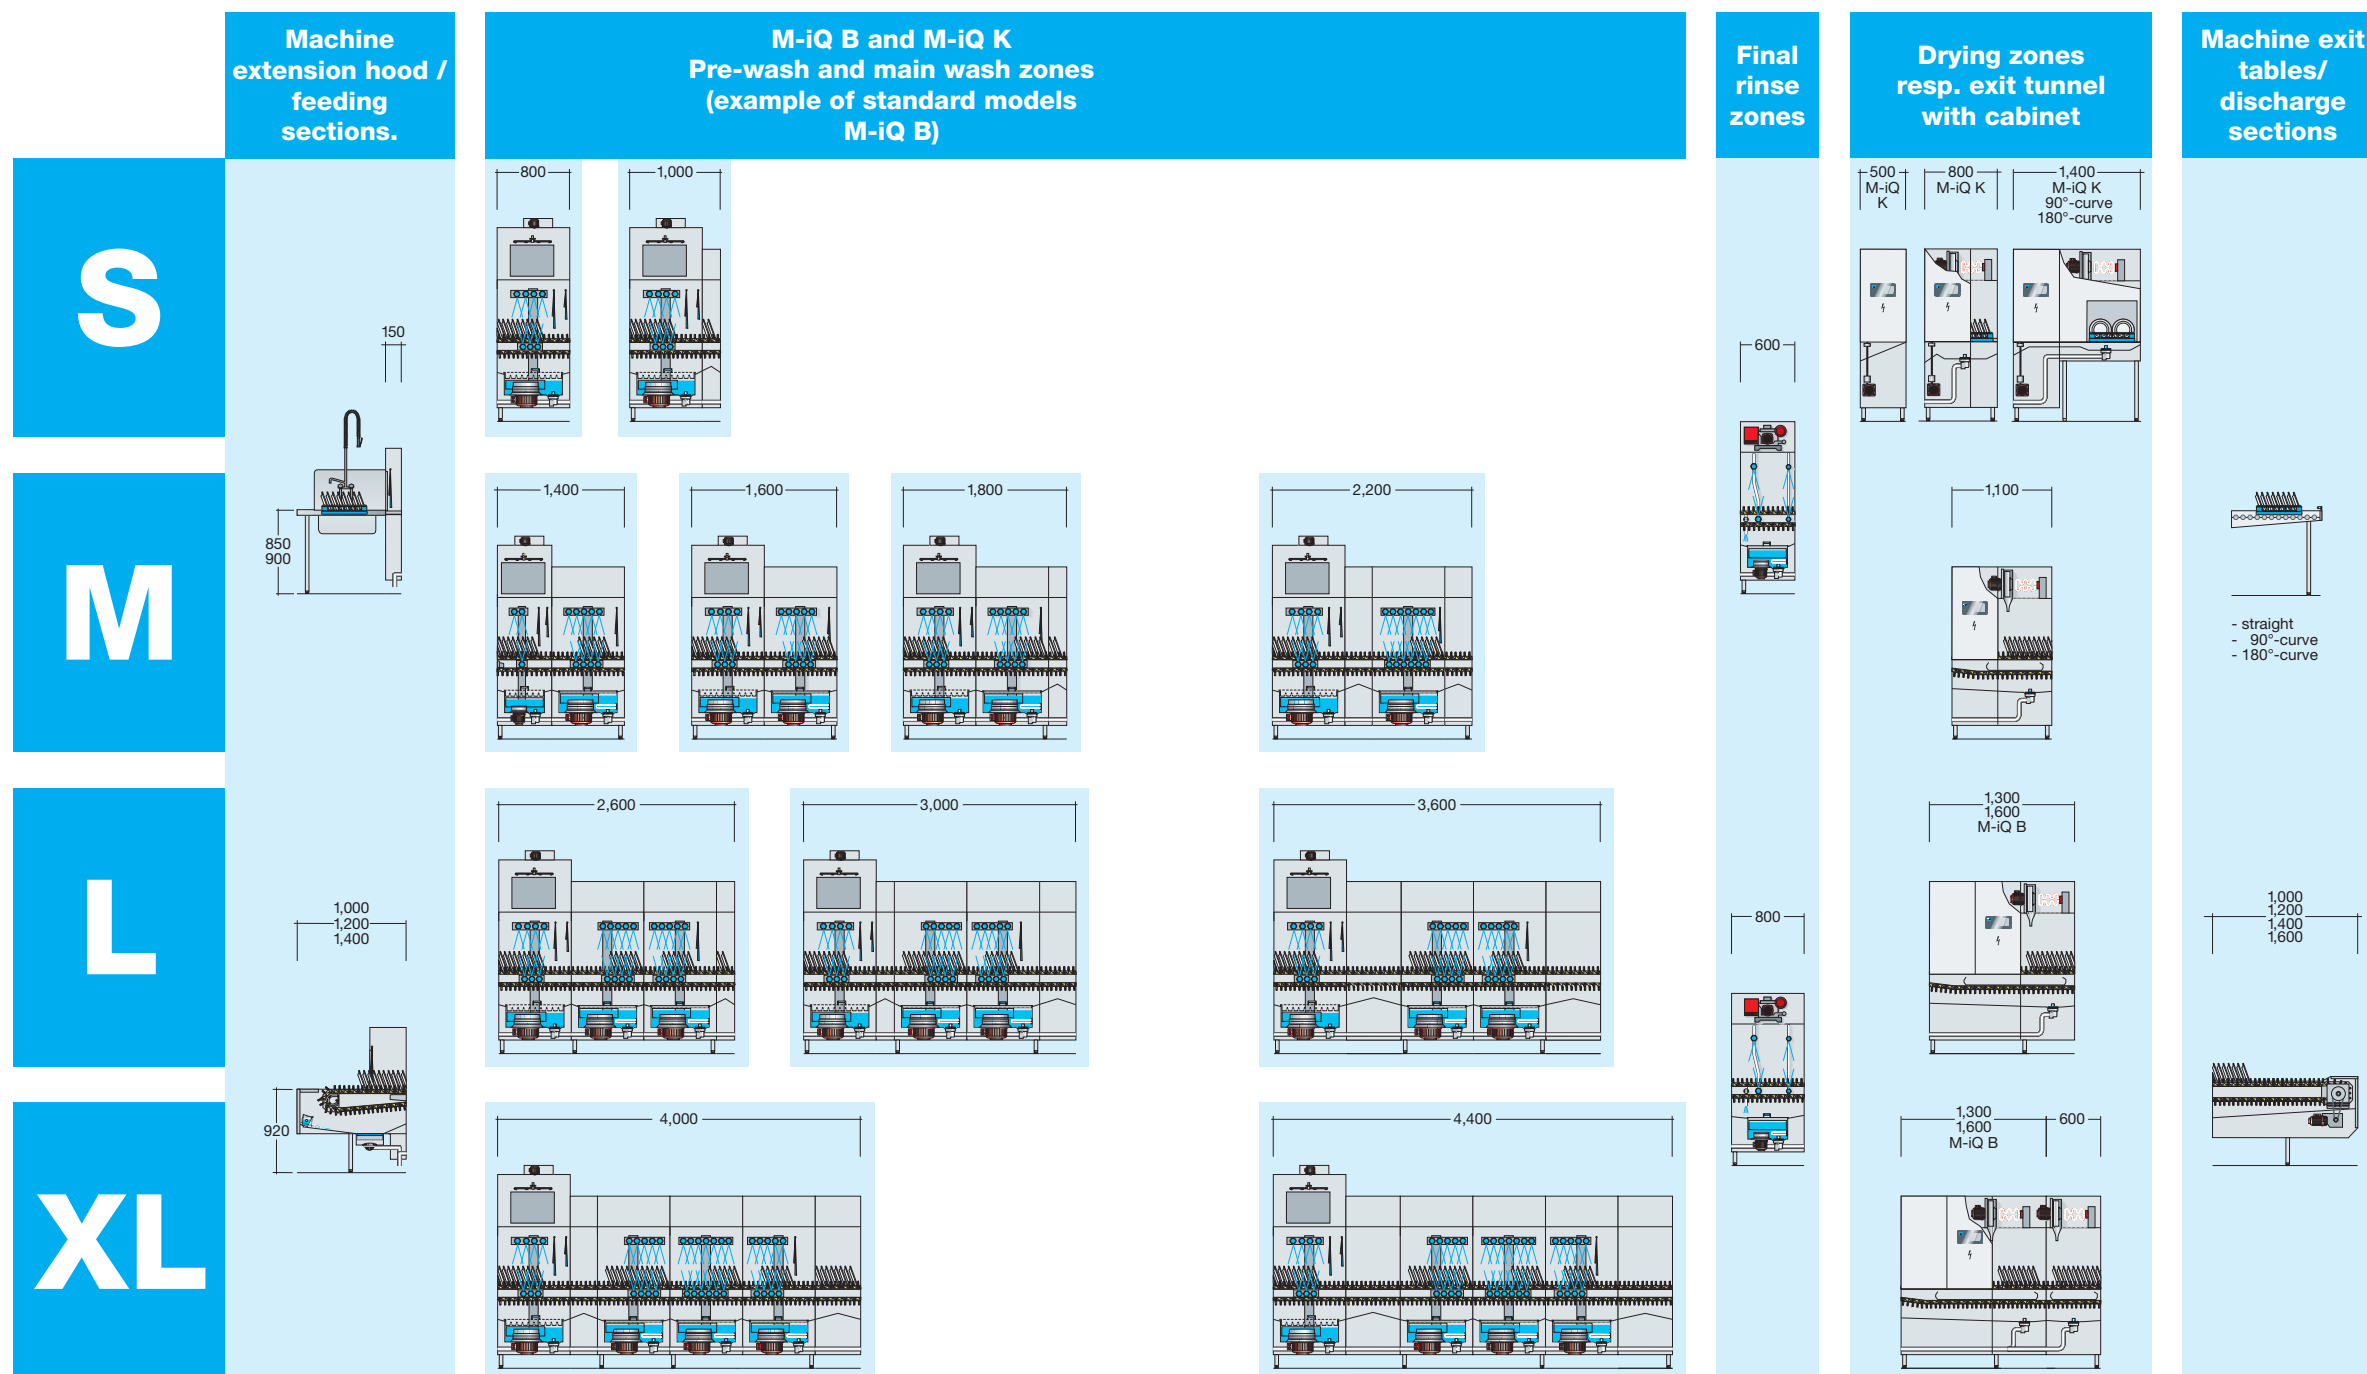 Machine
extension hood /
feeding
sections.
M-iQ B and M-iQ K
Pre-wash and main wash zones
(example of standard models
M-iQ B)
Final
rinse
zones
Drying zones
resp. exit tunnel
with cabinet
Machine exit
tables/
discharge
sections
S
150
850
900
800
1,000
600
500
M-iQ
K
800
M-iQ K
1,400
M-iQ K
90°-curve
180°-curve
M
1,400
1,600
1,800
2,200
1,100
- straight
- 90°-curve
- 180°-curve
L
1,000
1,200
1,400
920
2,600
3,000
3,600
800
1,300
1,600
M-iQ B
1,000
1,200
1,400
1,600
XL
4,000
4,400
1,300
1,600
M-iQ B
600